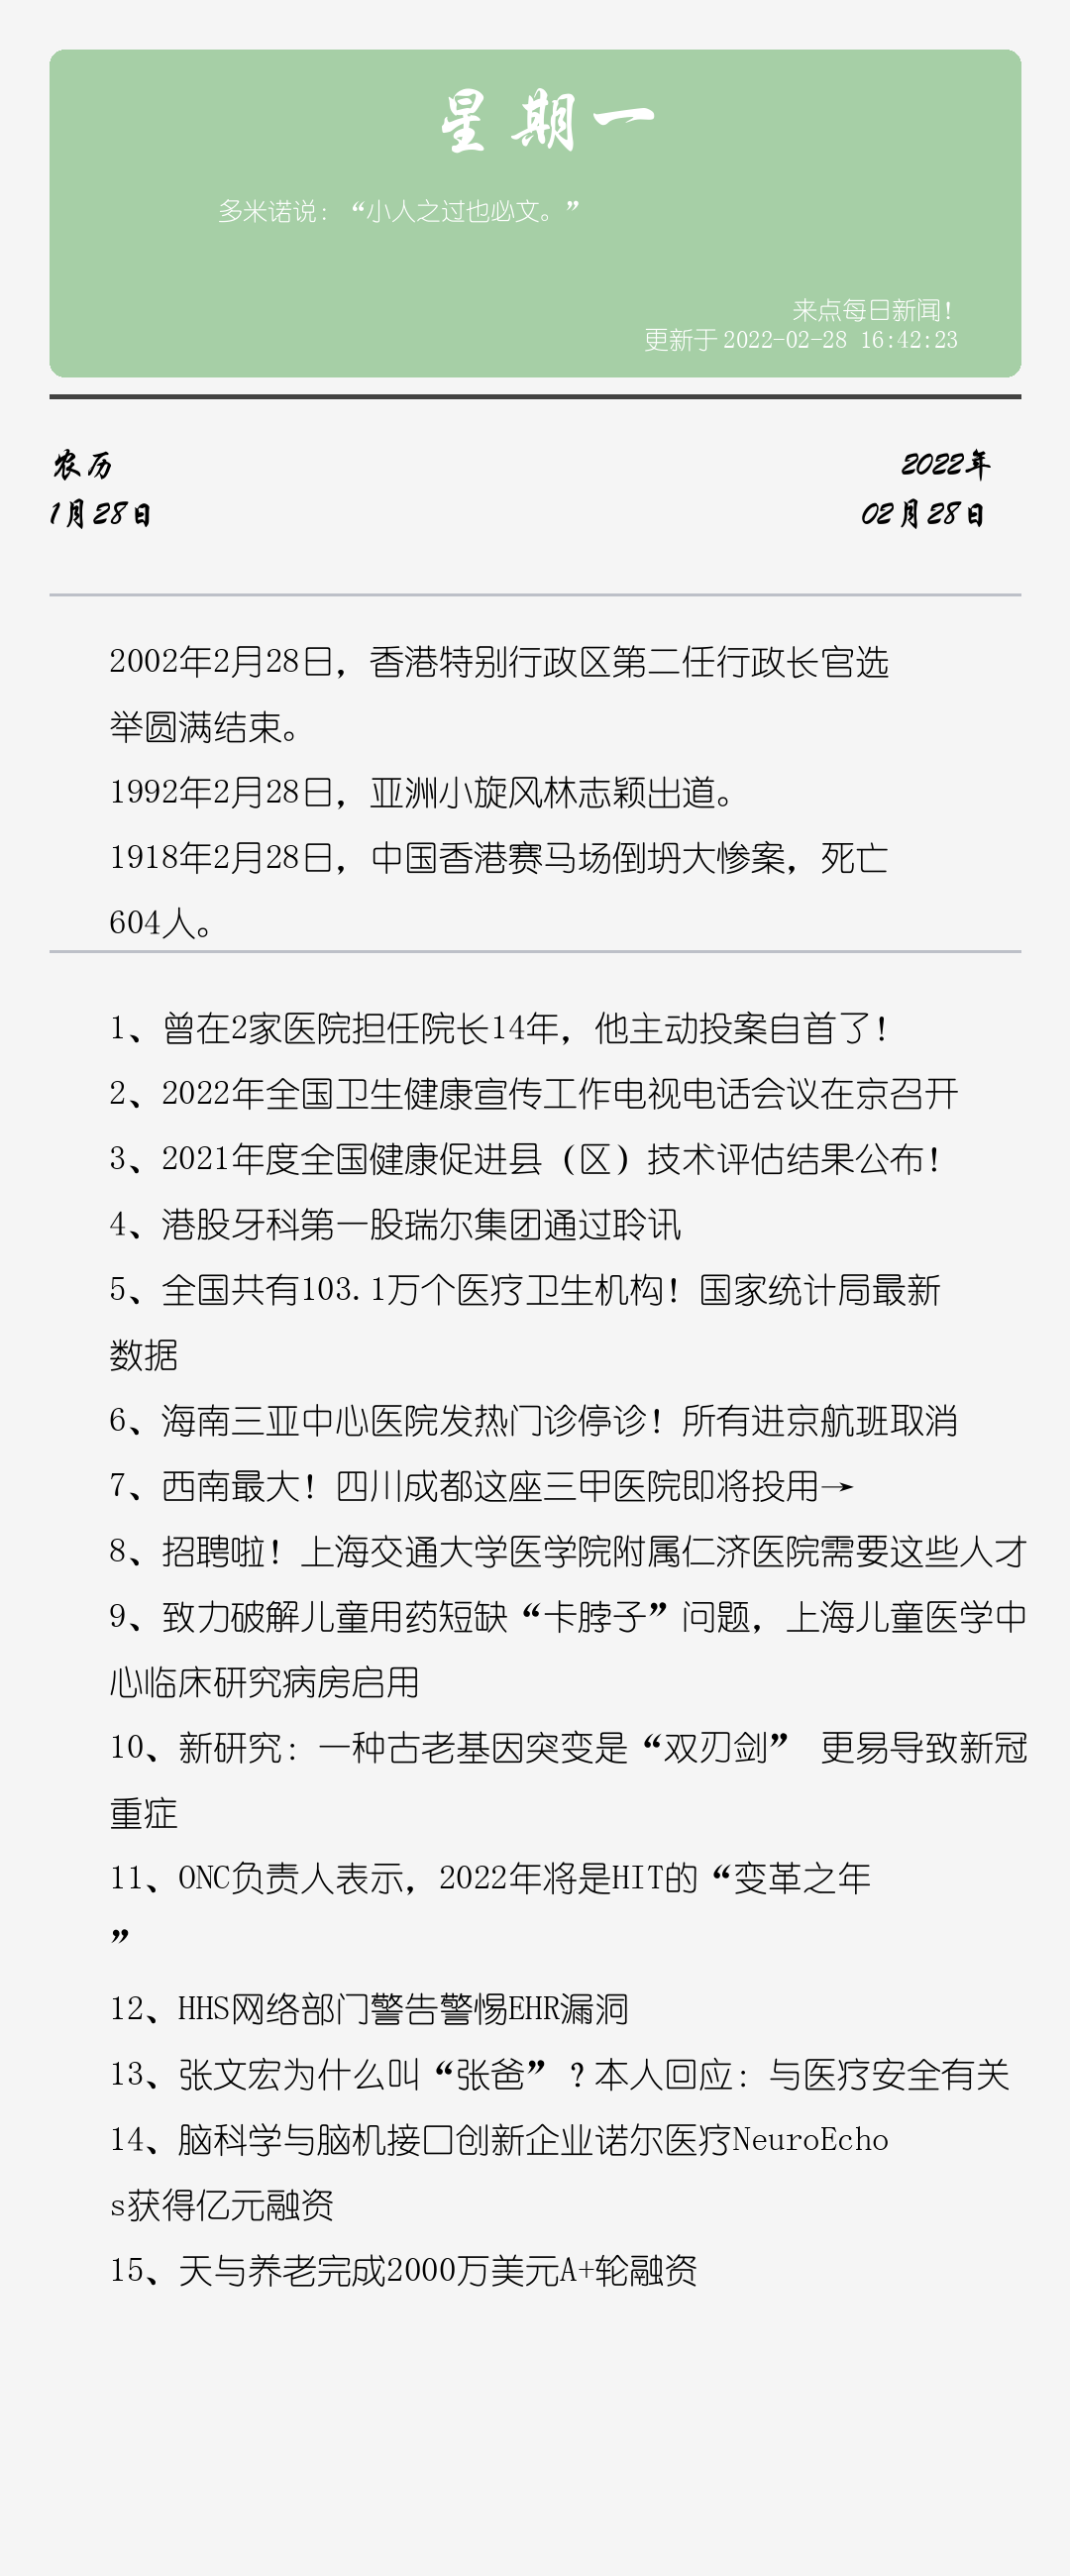 星期一
多米诺说：“小人之过也必文。”
来点每日新闻！
更新于 2022-02-28 16:42:23
农历
2022年
1月28日
02月28日
2002年2月28日，香港特别行政区第二任行政长官选
举圆满结束。
1992年2月28日，亚洲小旋风林志颖出道。
1918年2月28日，中国香港赛马场倒坍大惨案，死亡
604人。
1、曾在2家医院担任院长14年，他主动投案自首了！
2、2022年全国卫生健康宣传工作电视电话会议在京召开
3、2021年度全国健康促进县（区）技术评估结果公布！
4、港股牙科第一股瑞尔集团通过聆讯
5、全国共有103.1万个医疗卫生机构！国家统计局最新
数据
6、海南三亚中心医院发热门诊停诊！所有进京航班取消
7、西南最大！四川成都这座三甲医院即将投用→
8、招聘啦！上海交通大学医学院附属仁济医院需要这些人才
9、致力破解儿童用药短缺“卡脖子”问题，上海儿童医学中
心临床研究病房启用
10、新研究：一种古老基因突变是“双刃剑” 更易导致新冠
重症
11、ONC负责人表示，2022年将是HIT的“变革之年
”
12、HHS网络部门警告警惕EHR漏洞
13、张文宏为什么叫“张爸”？本人回应：与医疗安全有关
14、脑科学与脑机接口创新企业诺尔医疗NeuroEcho
s获得亿元融资
15、天与养老完成2000万美元A+轮融资